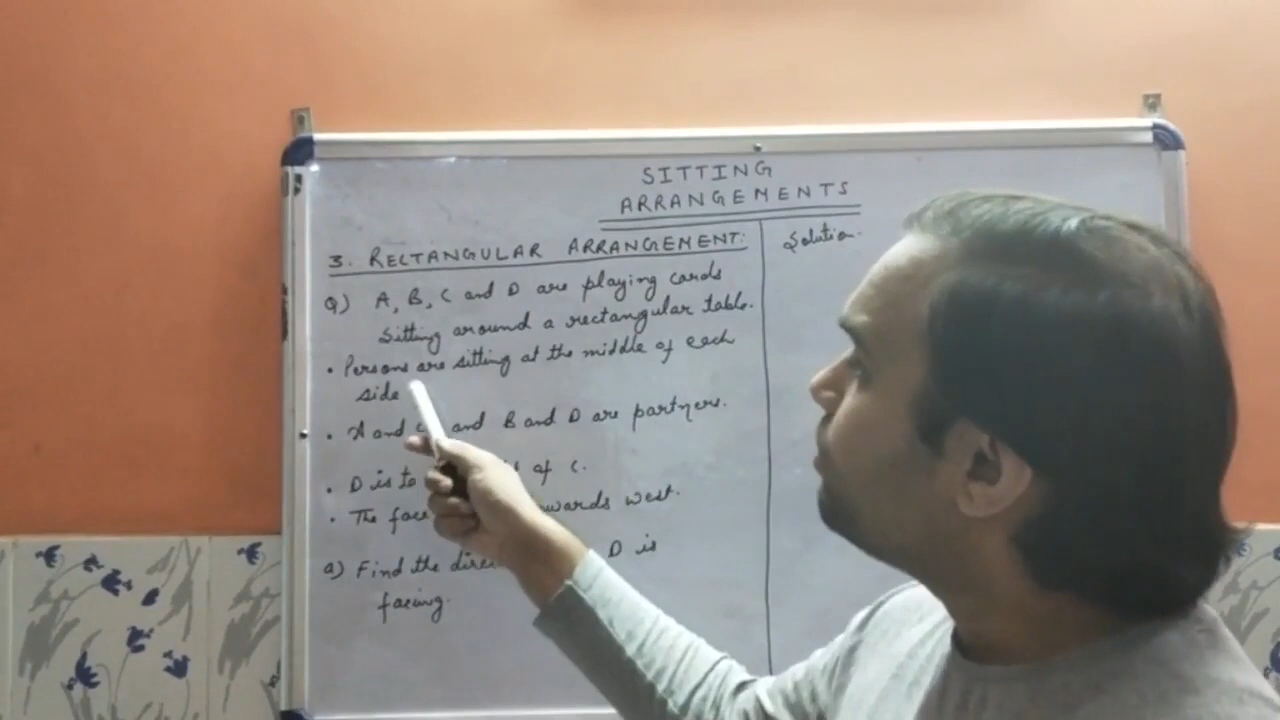 SITTING
ARRANGEMENTS
3. RECTANGULAR ARRANGEMENT:
Q) A, B, C and D are playing cards
sitting around a rectangular table.
• Persons are sitting at the middle of each
side
• A and C and B and D are partners.
• D is to of C.
• The face wards west.
a) Find the D is
facing.
Solution.